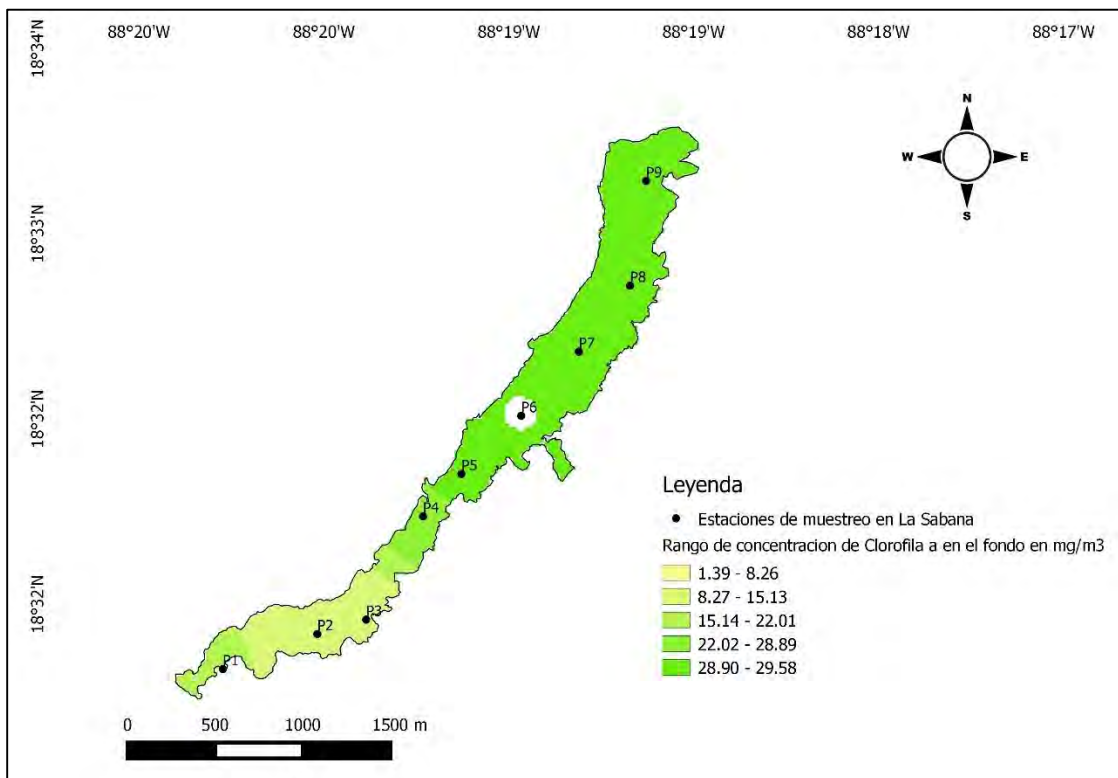 88°20'W 88°20'W 88°19'W 88°19'W 88°18'W 88°17'W
18°34'N
18°33'N
18°32'N
18°32'N
N
W E
S
P9
P8
P7
P6
P5
P4
P3
P2
P1
Leyenda
Estaciones de muestreo en La Sabana
Rango de concentracion de Clorofila a en el fondo en mg/m3
1.39 - 8.26
8.27 - 15.13
15.14 - 22.01
22.02 - 28.89
28.90 - 29.58
0 500 1000 1500 m